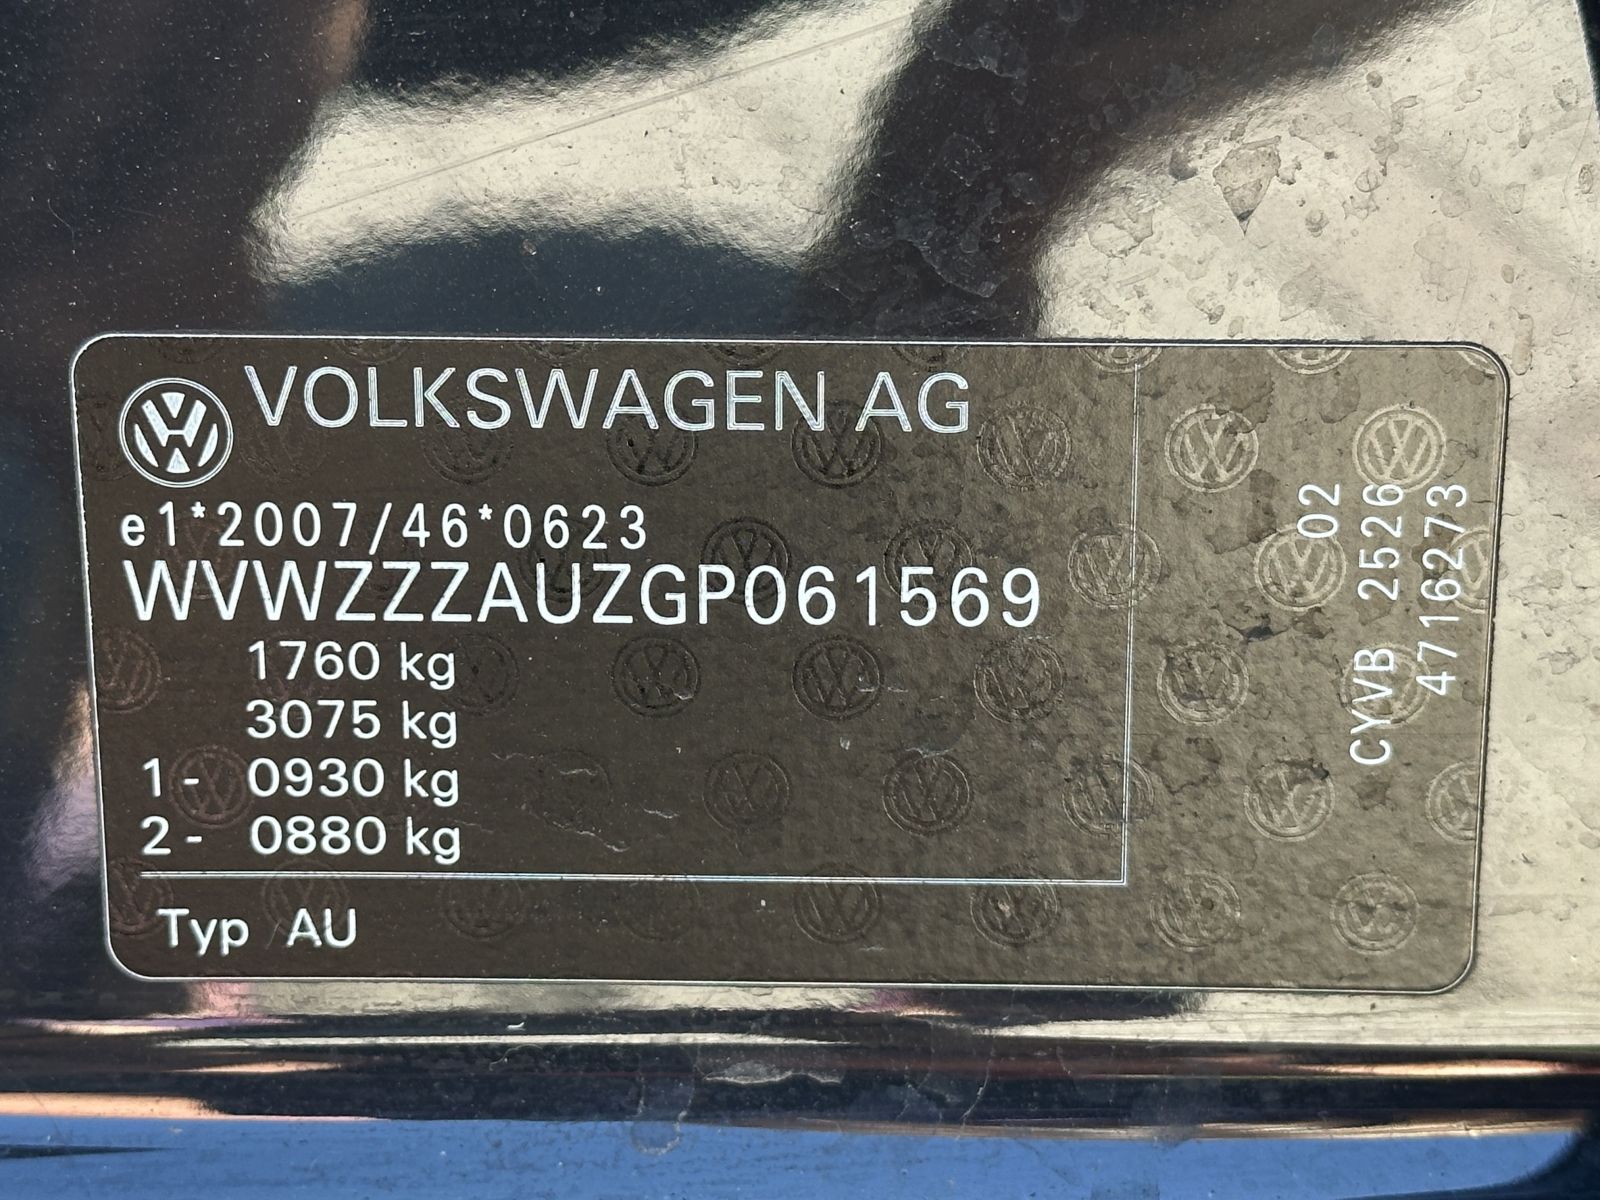 VOLKSWAGEN AG
e1*2007/46*0623
WVWZZZAUZGP061569
1760 kg
3075 kg
1- 0930 kg
2- 0880 kg
Typ AU
02
CYVB 2526
4716273